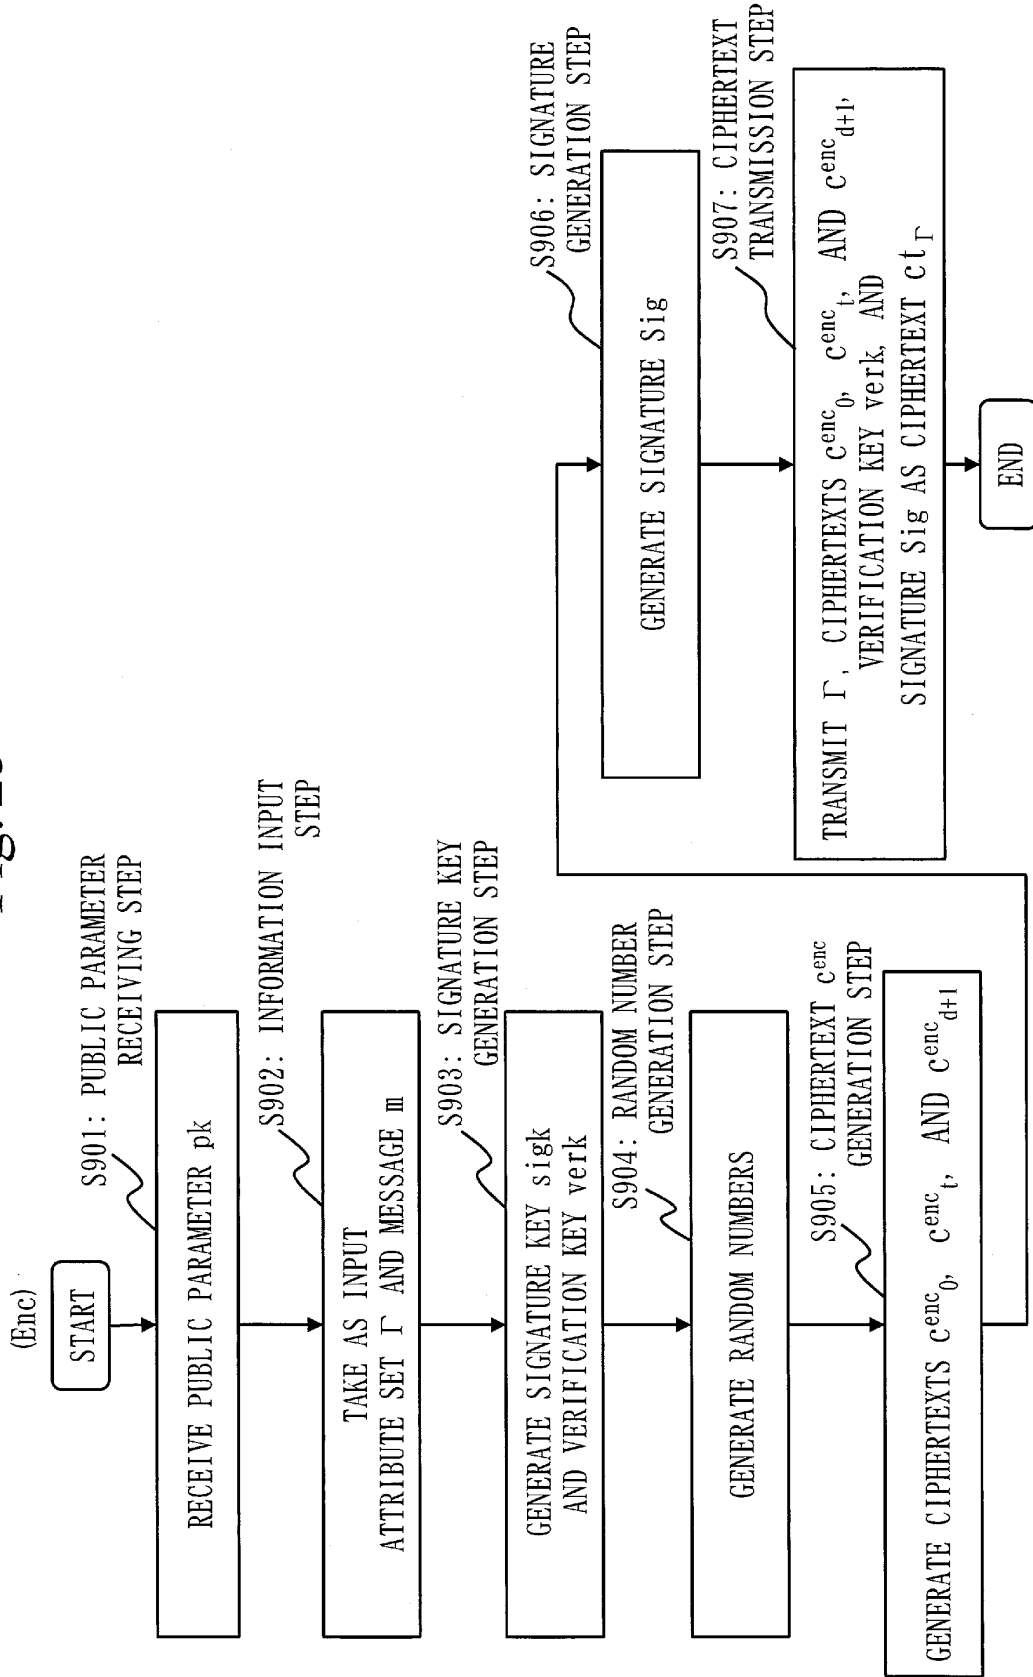 (Enc)
START
S901: PUBLIC PARAMETER
RECEIVING STEP
RECEIVE PUBLIC PARAMETER pk
S902: INFORMATION INPUT
STEP
TAKE AS INPUT
ATTRIBUTE SET Γ AND MESSAGE m
S903: SIGNATURE KEY
GENERATION STEP
GENERATE SIGNATURE KEY sigk
AND VERIFICATION KEY verk
S904: RANDOM NUMBER
GENERATION STEP
GENERATE RANDOM NUMBERS
S905: CIPHERTEXT c^enc
GENERATION STEP
GENERATE CIPHERTEXTS c^enc_0, c^enc_t, AND c^enc_d+1
S906: SIGNATURE
GENERATION STEP
GENERATE SIGNATURE Sig
S907: CIPHERTEXT
TRANSMISSION STEP
TRANSMIT Γ, CIPHERTEXTS c^enc_0, c^enc_t, AND c^enc_d+1,
VERIFICATION KEY verk, AND
SIGNATURE Sig AS CIPHERTEXT ct_Γ
END